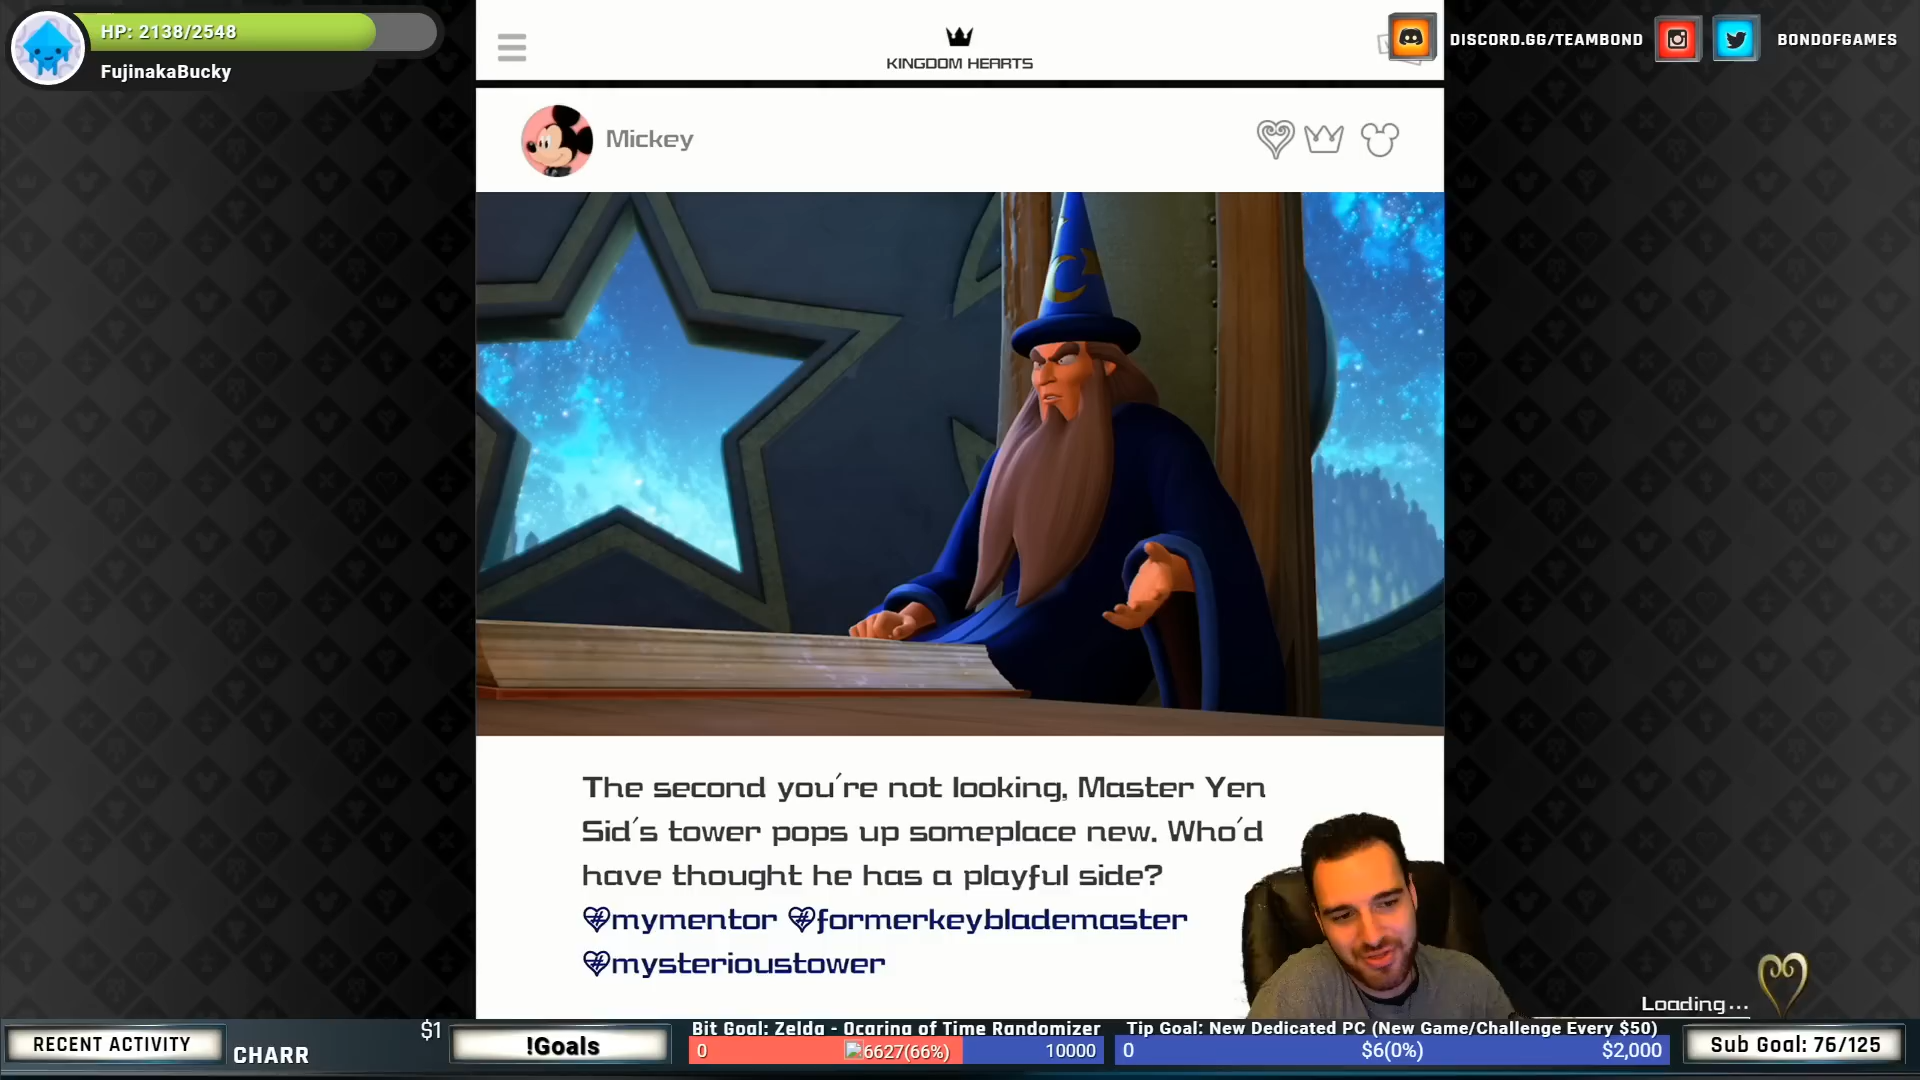 HP: 2138/2548
FujinakaBucky
KINGDOM HEARTS
DISCORD.GG/TEAMBOND
BONDOFGAMES
Mickey
The second you're not looking, Master Yen
Sid's tower pops up someplace new. Who'd
have thought he has a playful side?
#mymentor #formerkeyblademaster
#mysterioustower
Loading...
RECENT ACTIVITY
CHARR
$1
!Goals
Bit Goal: Zelda - Ocarina of Time Randomizer
0 6627(66%) 10000
Tip Goal: New Dedicated PC (New Game/Challenge Every $50)
0 $6(0%) $2,000
Sub Goal: 76/125